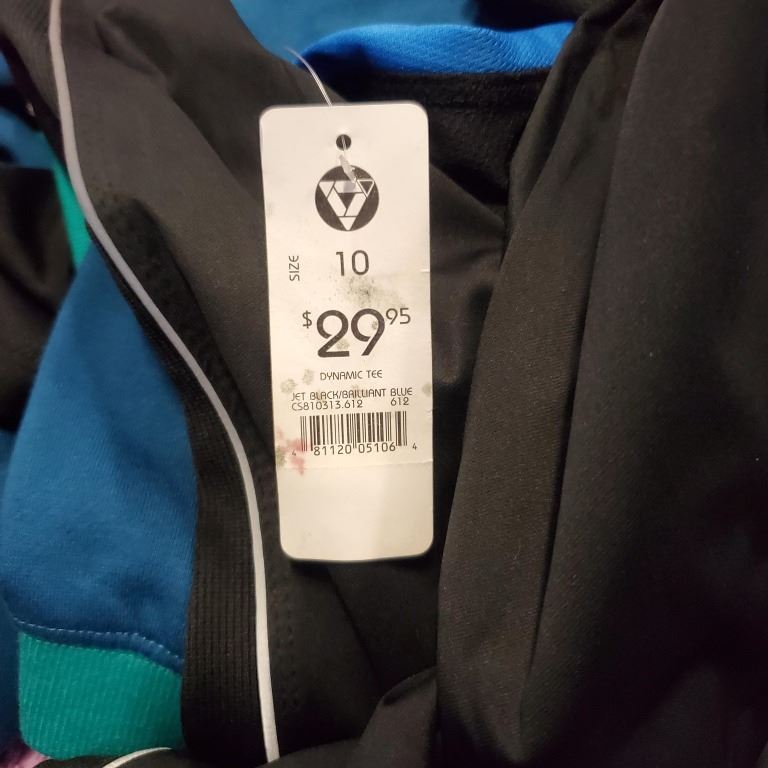 SIZE 10
$29 95
DYNAMIC TEE
JET BLACK/BRILLIANT BLUE
CS810313.612 612
4 81120 05106 4